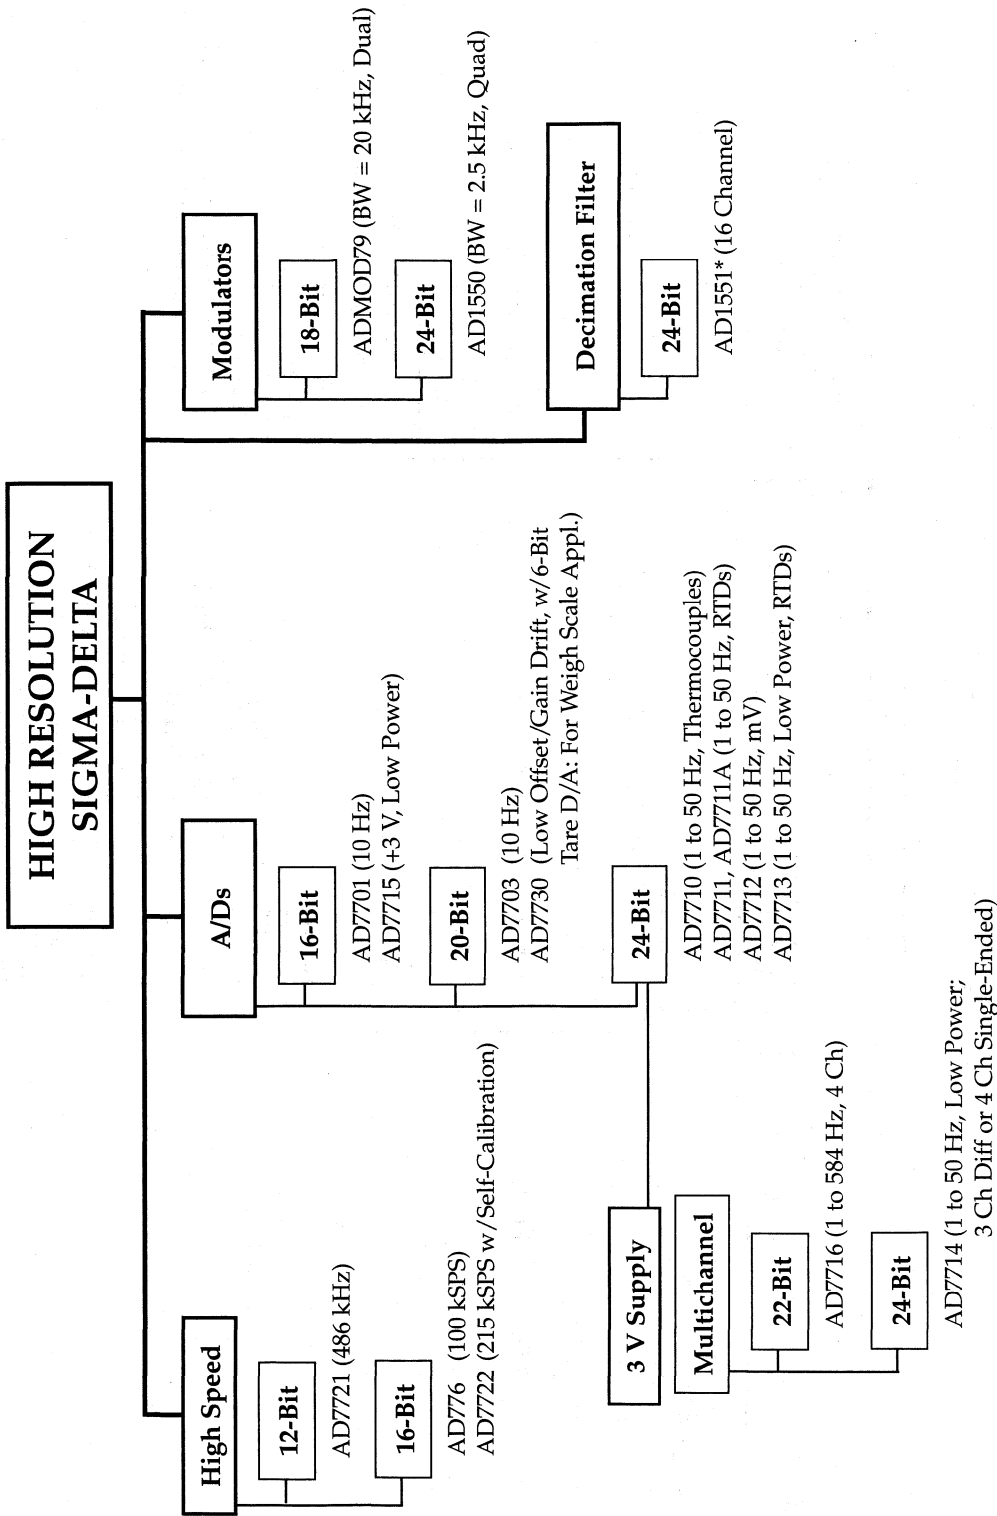 HIGH RESOLUTION
SIGMA-DELTA
High Speed
12-Bit
AD7721 (486 kHz)
16-Bit
AD776 (100 kSPS)
AD7722 (215 kSPS w/Self-Calibration)
A/Ds
16-Bit
AD7701 (10 Hz)
AD7715 (+3 V, Low Power)
20-Bit
AD7703 (10 Hz)
AD7730 (Low Offset/Gain Drift, w/6-Bit
Tare D/A: For Weigh Scale Appl.)
24-Bit
AD7710 (1 to 50 Hz, Thermocouples)
AD7711, AD7711A (1 to 50 Hz, RTDs)
AD7712 (1 to 50 Hz, mV)
AD7713 (1 to 50 Hz, Low Power, RTDs)
3 V Supply
Multichannel
22-Bit
AD7716 (1 to 584 Hz, 4 Ch)
24-Bit
AD7714 (1 to 50 Hz, Low Power;
3 Ch Diff or 4 Ch Single-Ended)
Modulators
18-Bit
ADMOD79 (BW = 20 kHz, Dual)
24-Bit
AD1550 (BW = 2.5 kHz, Quad)
Decimation Filter
24-Bit
AD1551* (16 Channel)